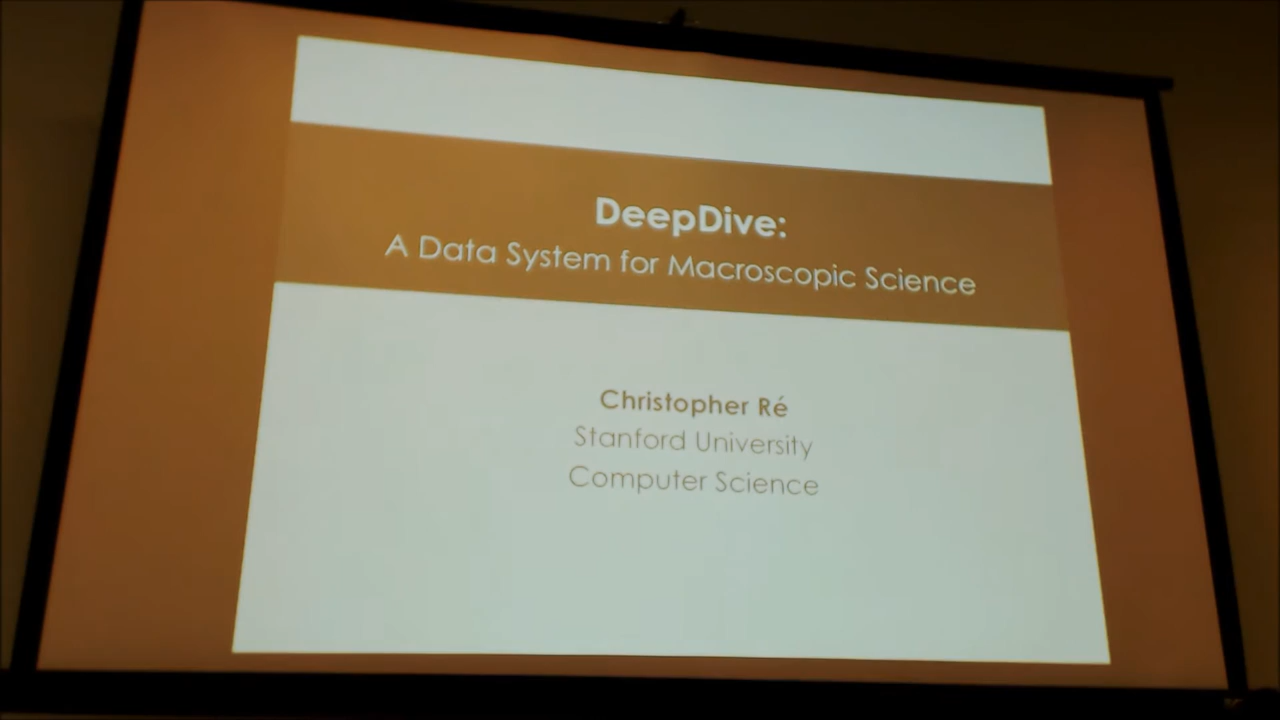 DeepDive:
A Data System for Macroscopic Science
Christopher Ré
Stanford University
Computer Science